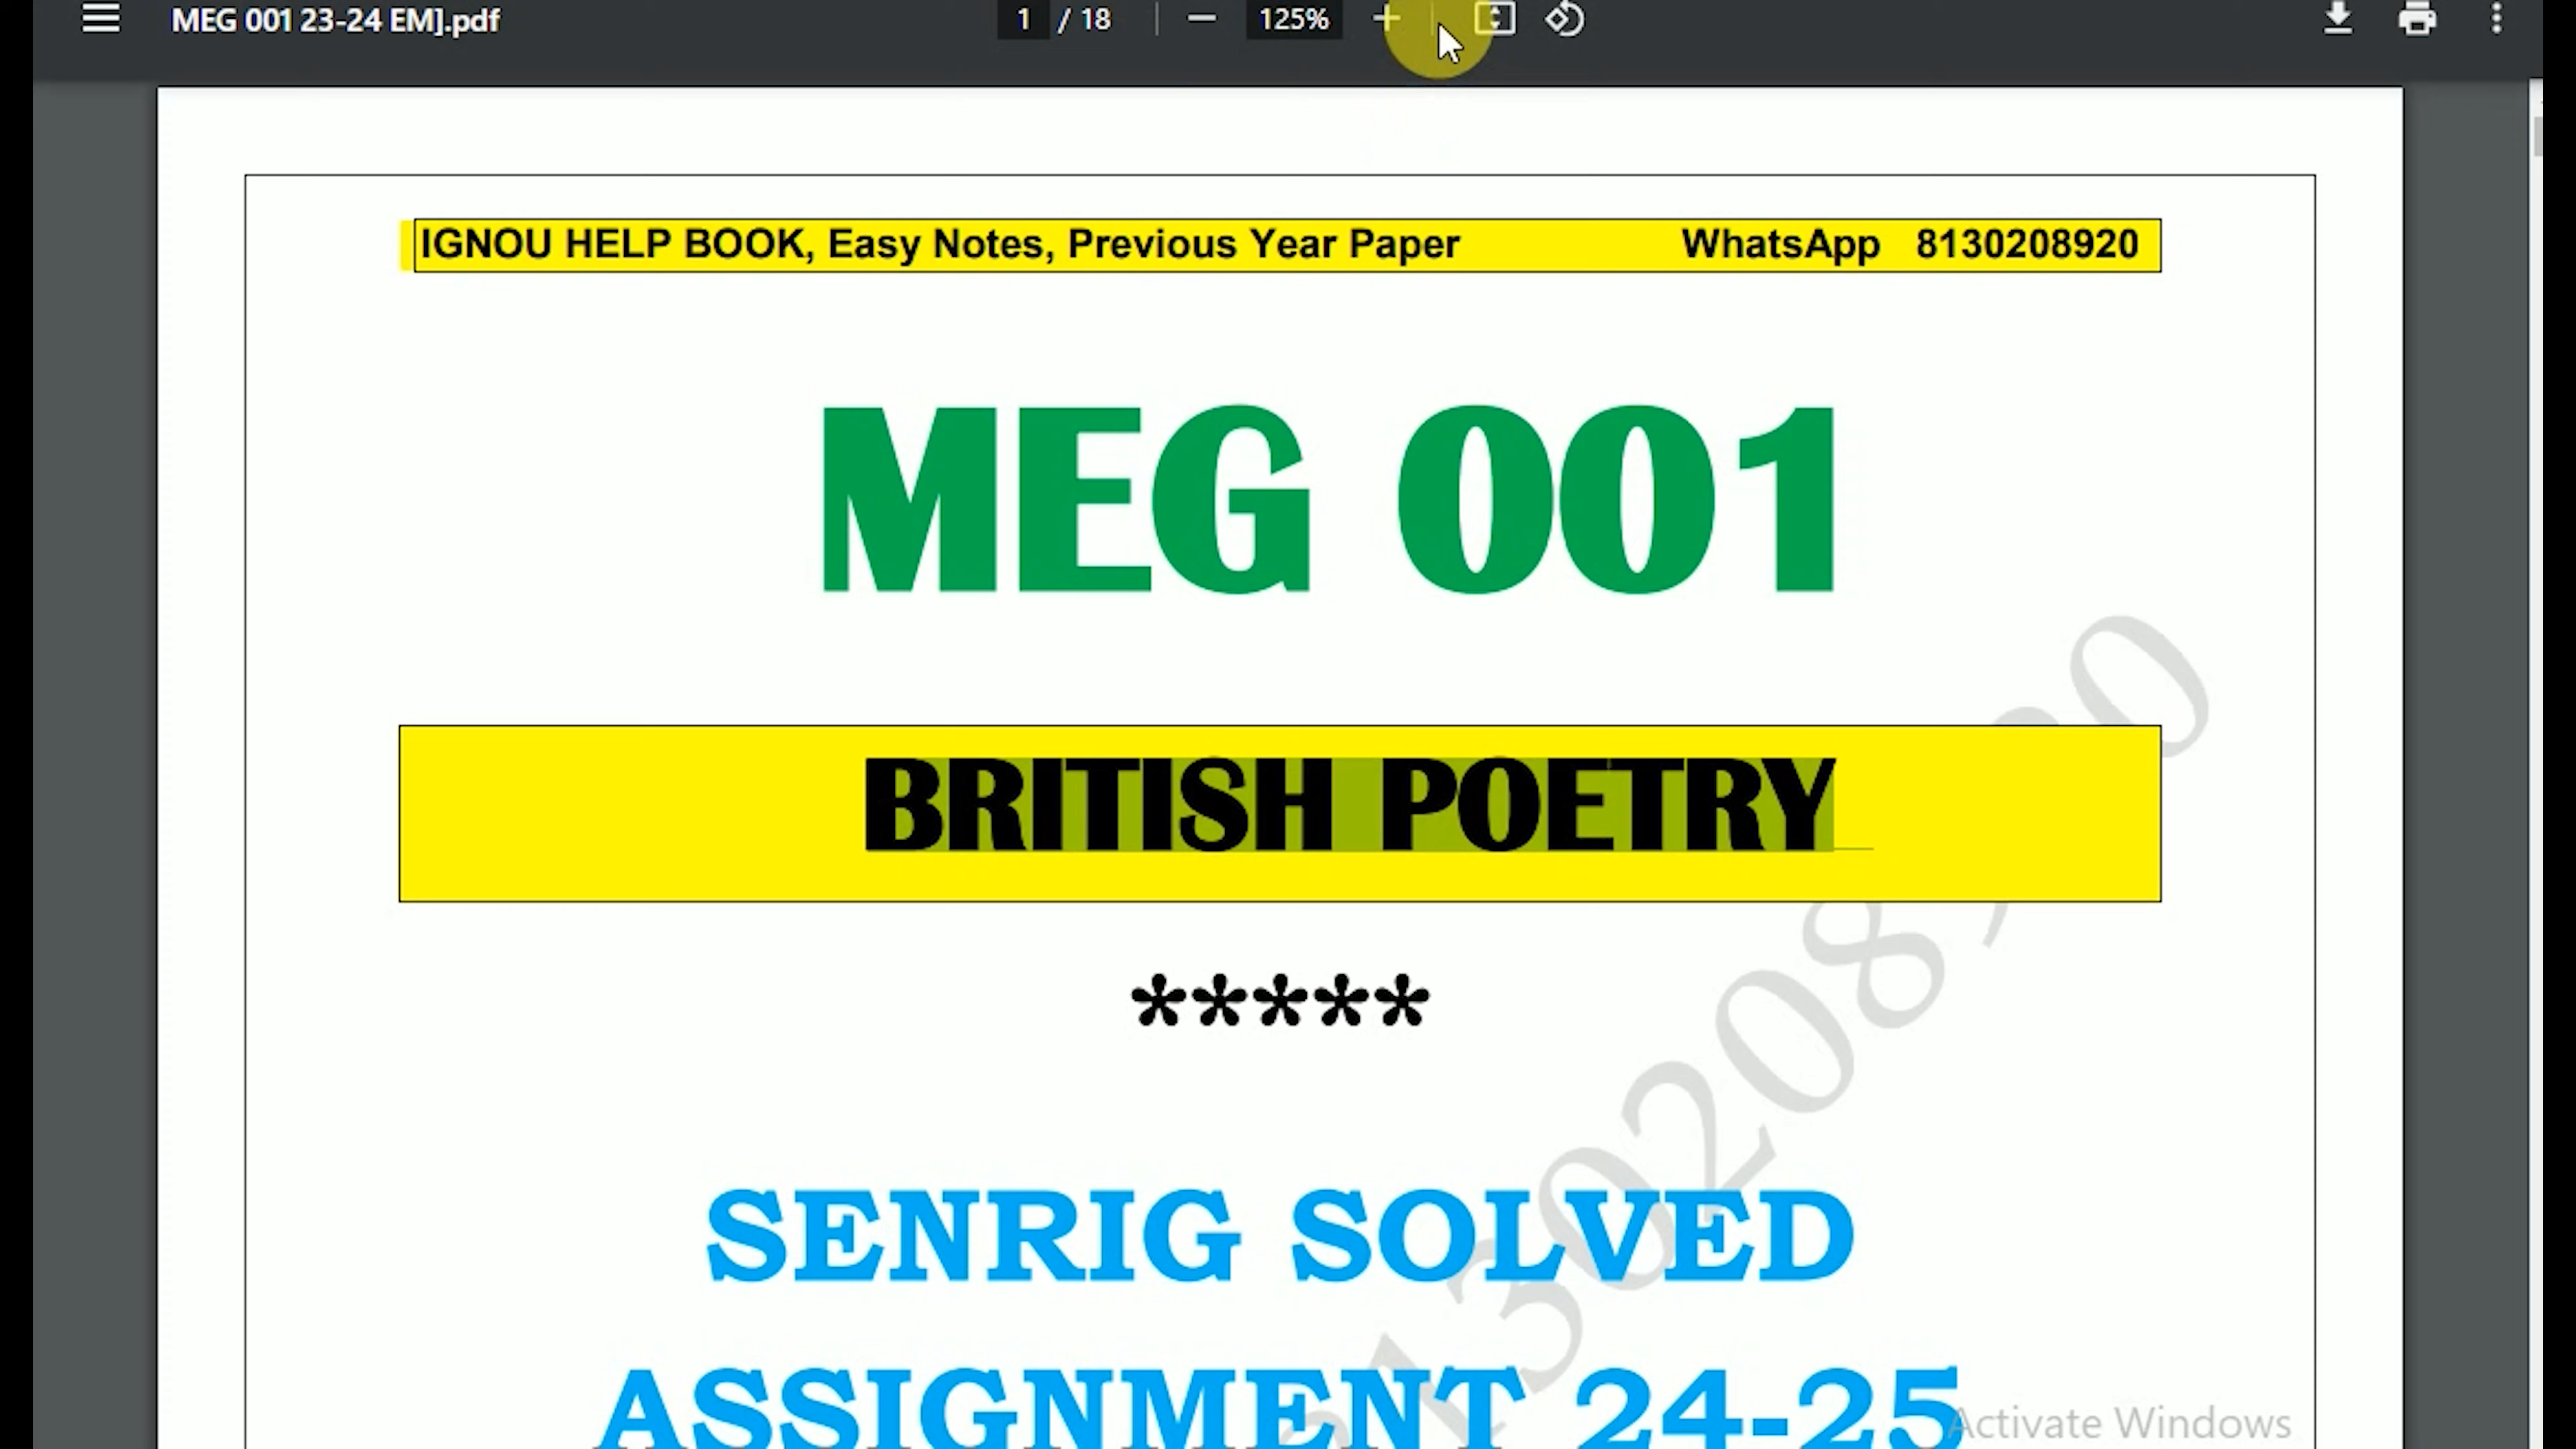 MEG 001 23-24 EM].pdf 1 / 18 125%
IGNOU HELP BOOK, Easy Notes, Previous Year Paper WhatsApp 8130208920
MEG 001
BRITISH POETRY
*****
SENRIG SOLVED
ASSIGNMENT 24-25
Activate Windows